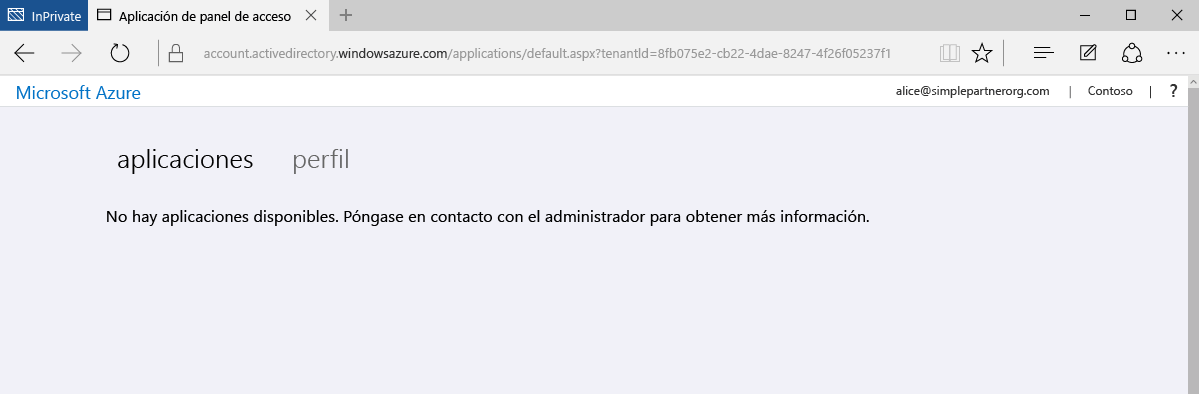 InPrivate
Aplicación de panel de acceso
account.activedirectory.windowsazure.com/applications/default.aspx?tenantId=8fb075e2-cb22-4dae-8247-4f26f05237f1
Microsoft Azure
alice@simplepartnerorg.com | Contoso | ?
aplicaciones perfil
No hay aplicaciones disponibles. Póngase en contacto con el administrador para obtener más información.